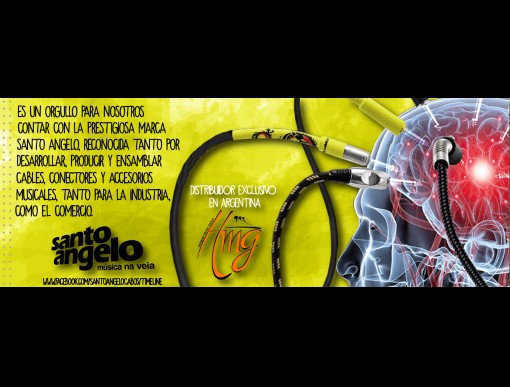 ES UN ORGULLO PARA NOSOTROS
CONTAR CON LA PRESTIGIOSA MARCA
SANTO ANGELO, RECONOCIDA TANTO POR
DESARROLLAR, PRODUCIR Y ENSAMBLAR
CABLES, CONECTORES Y ACCESORIOS
MUSICALES, TANTO PARA LA INDUSTRIA,
COMO EL COMERCIO.
DISTRIBUIDOR EXCLUSIVO
EN ARGENTINA
Hmg
santo
angelo
música na veia
WWW.FACEBOOK.COM/SANTOANGELOCABOS/TIMELINE